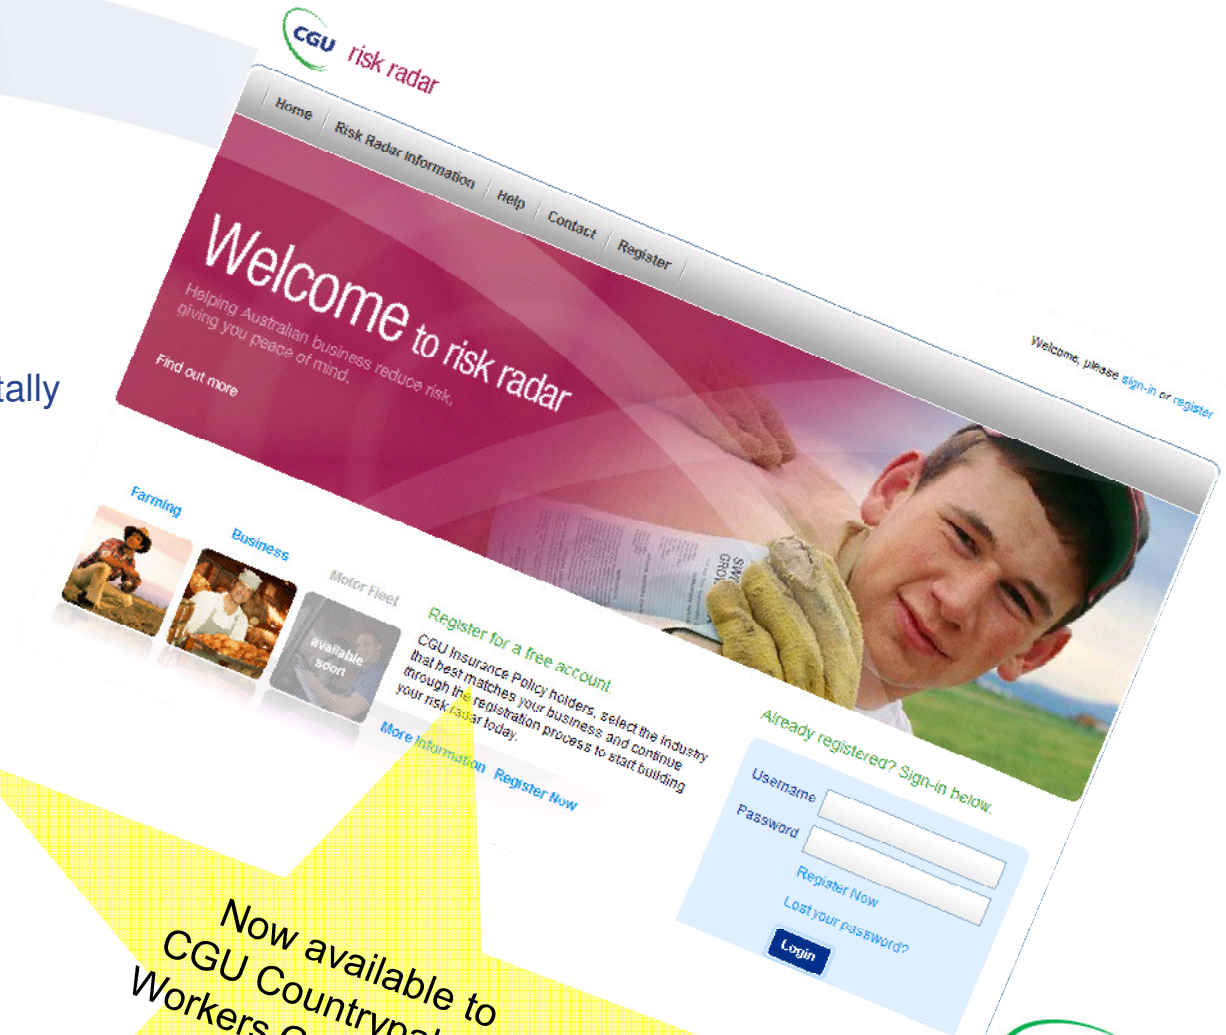 CGU risk radar
Home
Risk Radar Information
Help
Contact
Register
Welcome to risk radar
Helping Australian business reduce risk,
giving you peace of mind.
Find out more
Welcome, please sign-in or register
Farming
Business
Motor Fleet
available
soon
Register for a free account.
CGU Insurance Policy holders, select the industry
that best matches your business and continue
through the registration process to start building
your risk radar today.
More Information Register Now
Already registered? Sign-in below.
Username
Password
Register Now
Lost your password?
Login
Now available to
CGU
Workers